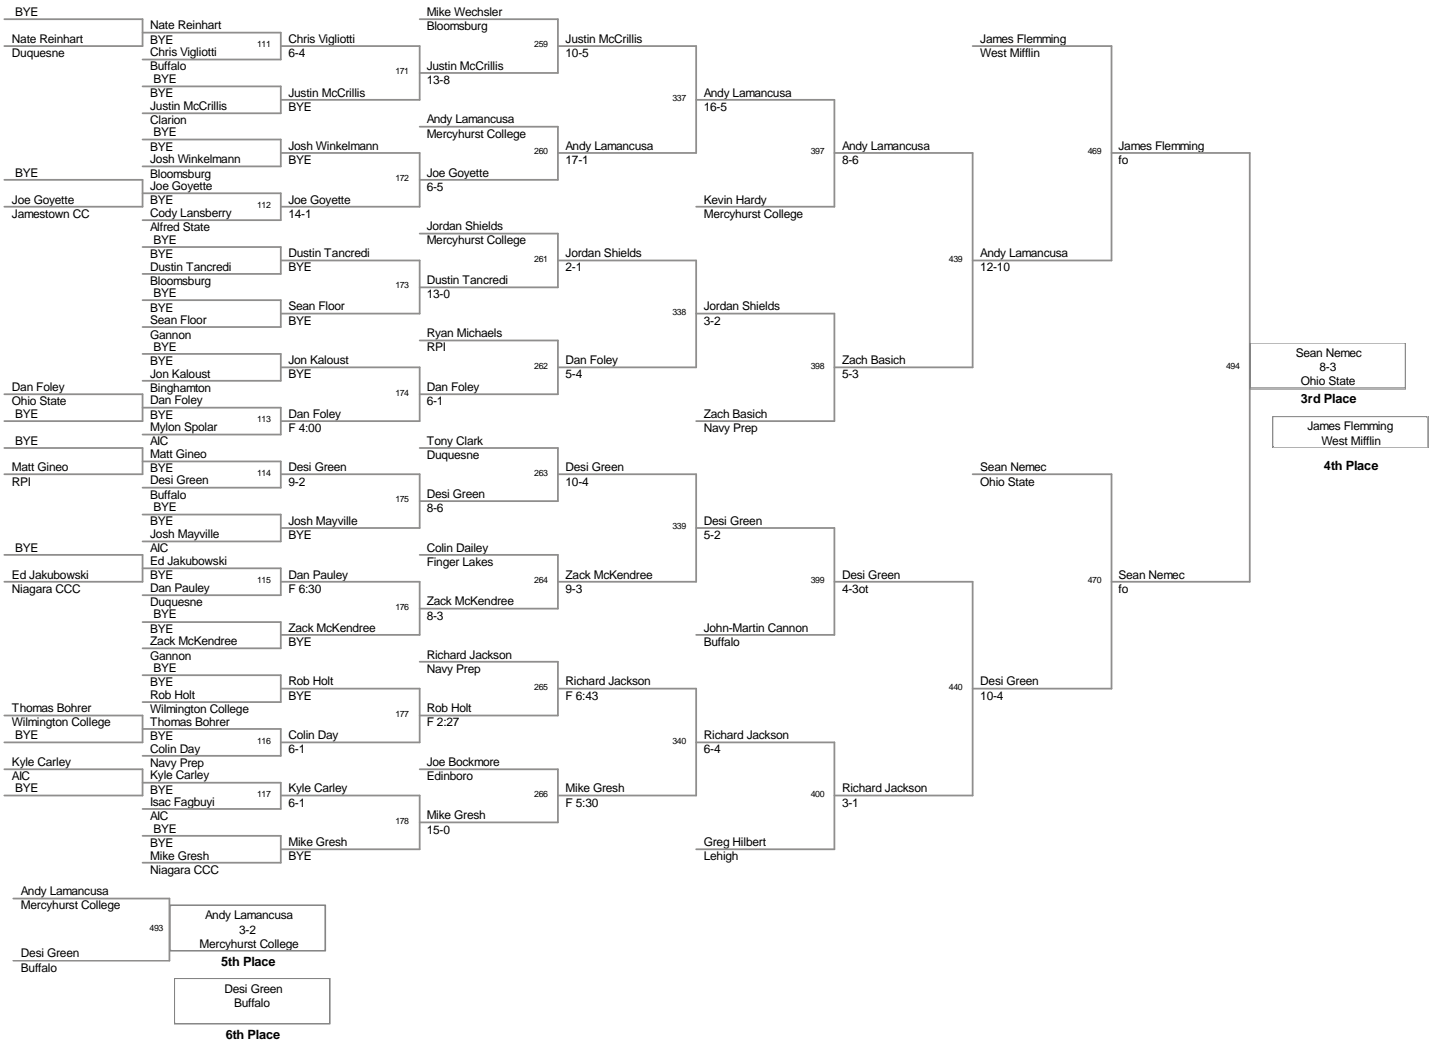 BYE
Nate Reinhart
Duquesne
BYE
Joe Goyette
Jamestown CC
Dan Foley
Ohio State
BYE
BYE
Matt Gineo
RPI
BYE
Ed Jakubowski
Niagara CCC
Thomas Bohrer
Wilmington College
BYE
Kyle Carley
AIC
BYE
Nate Reinhart
BYE
111
Chris Vigliotti
Buffalo
BYE
BYE
Justin McCrillis
Clarion
BYE
BYE
Josh Winkelmann
Bloomsburg
Joe Goyette
BYE
112
Cody Lansberry
Alfred State
BYE
BYE
Dustin Tancredi
Bloomsburg
BYE
BYE
Sean Floor
Gannon
BYE
BYE
Jon Kaloust
Binghamton
Dan Foley
BYE
113
Mylon Spolar
AIC
Matt Gineo
BYE
114
Desi Green
Buffalo
BYE
BYE
Josh Mayville
AIC
Ed Jakubowski
BYE
115
Dan Pauley
Duquesne
BYE
BYE
Zack McKendree
Gannon
BYE
BYE
Rob Holt
Wilmington College
Thomas Bohrer
BYE
116
Colin Day
Navy Prep
Kyle Carley
BYE
117
Isac Fagbuyi
AIC
BYE
BYE
Mike Gresh
Niagara CCC
Chris Vigliotti
6-4
171
Justin McCrillis
BYE
Josh Winkelmann
BYE
172
Joe Goyette
14-1
Dustin Tancredi
BYE
173
Sean Floor
BYE
Jon Kaloust
BYE
174
Dan Foley
F 4:00
Desi Green
9-2
175
Josh Mayville
BYE
Dan Pauley
F 6:30
176
Zack McKendree
BYE
Rob Holt
BYE
177
Colin Day
6-1
Kyle Carley
6-1
178
Mike Gresh
BYE
Mike Wechsler
Bloomsburg
259
Justin McCrillis
13-8
Andy Lamancusa
Mercyhurst College
260
Joe Goyette
6-5
Jordan Shields
Mercyhurst College
261
Dustin Tancredi
13-0
Ryan Michaels
RPI
262
Dan Foley
6-1
Tony Clark
Duquesne
263
Desi Green
8-6
Colin Dailey
Finger Lakes
264
Zack McKendree
8-3
Richard Jackson
Navy Prep
265
Rob Holt
F 2:27
Joe Bockmore
Edinboro
266
Mike Gresh
15-0
Justin McCrillis
10-5
337
Andy Lamancusa
17-1
Jordan Shields
2-1
338
Dan Foley
5-4
Desi Green
10-4
339
Zack McKendree
9-3
Richard Jackson
F 6:43
340
Mike Gresh
F 5:30
Andy Lamancusa
16-5
397
Kevin Hardy
Mercyhurst College
Jordan Shields
3-2
398
Zach Basich
Navy Prep
Desi Green
5-2
399
John-Martin Cannon
Buffalo
Richard Jackson
6-4
400
Greg Hilbert
Lehigh
Andy Lamancusa
8-6
439
Zach Basich
5-3
Desi Green
4-3ot
440
Richard Jackson
3-1
James Flemming
West Mifflin
469
Andy Lamancusa
12-10
Sean Nemec
Ohio State
470
Desi Green
10-4
James Flemming
fo
494
Sean Nemec
fo
Sean Nemec
8-3
Ohio State
3rd Place
James Flemming
West Mifflin
4th Place
Andy Lamancusa
Mercyhurst College
493
Desi Green
Buffalo
Andy Lamancusa
3-2
Mercyhurst College
5th Place
Desi Green
Buffalo
6th Place